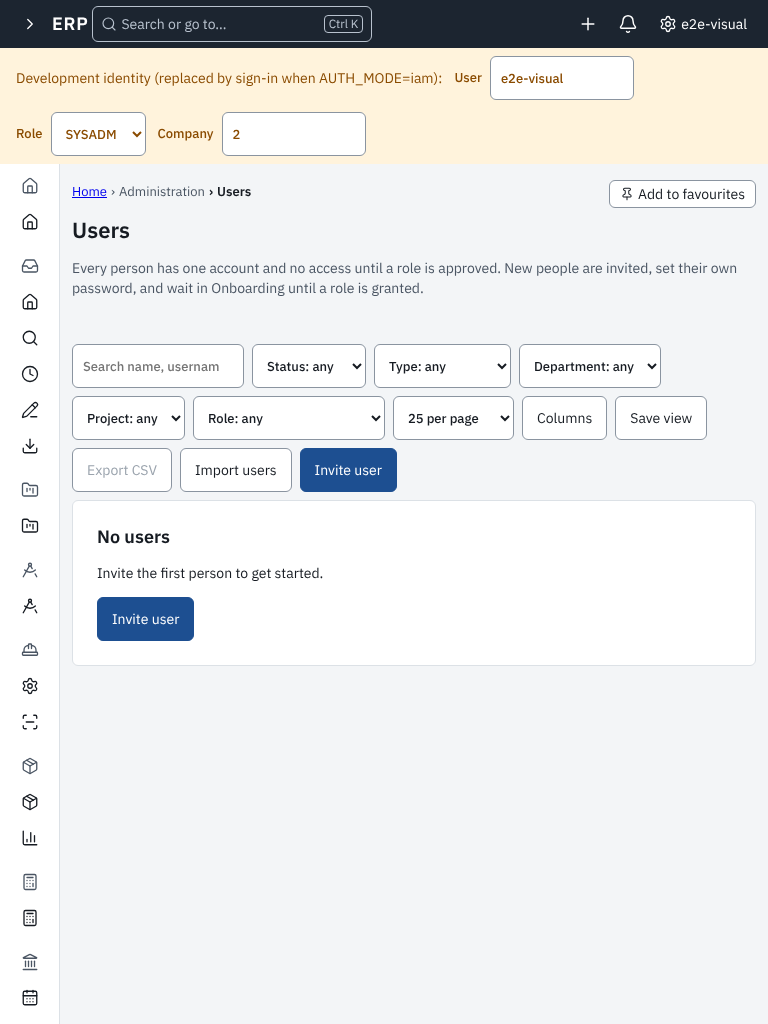 ERP Search or go to... Ctrl K e2e-visual
Development identity (replaced by sign-in when AUTH_MODE=iam): User e2e-visual
Role SYSADM Company 2
Home › Administration › Users Add to favourites
Users
Every person has one account and no access until a role is approved. New people are invited, set their own
password, and wait in Onboarding until a role is granted.
Search name, usernam Status: any Type: any Department: any
Project: any Role: any 25 per page Columns Save view
Export CSV Import users Invite user
No users
Invite the first person to get started.
Invite user